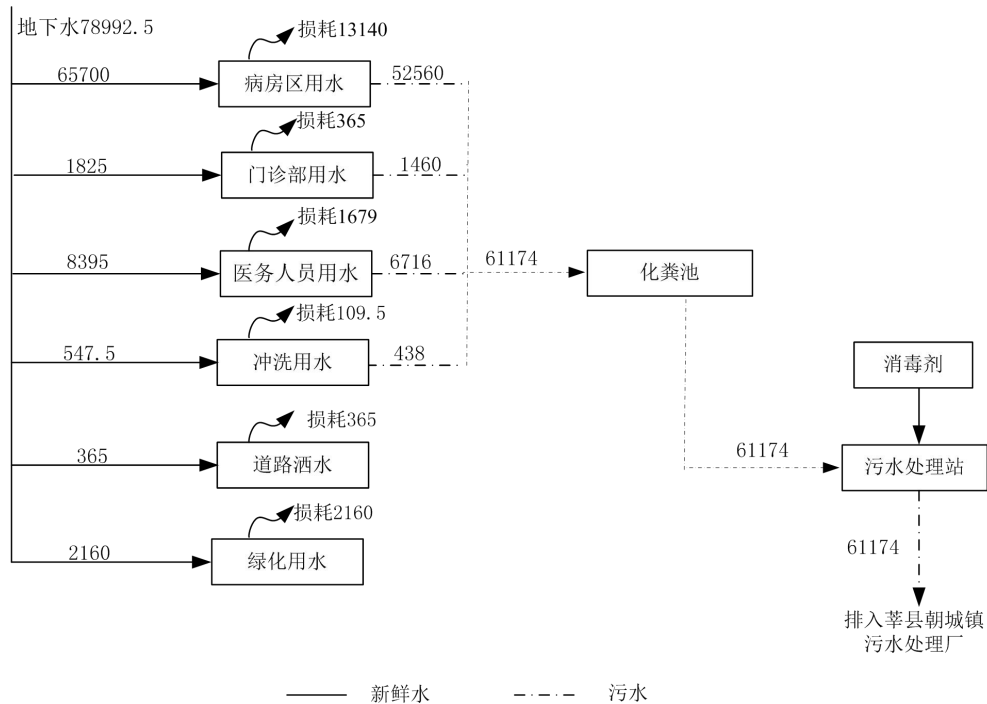 地下水78992.5
损耗13140
65700
病房区用水
52560
损耗365
1825
门诊部用水
1460
损耗1679
8395
医务人员用水
6716
61174
化粪池
损耗109.5
547.5
冲洗用水
438
消毒剂
损耗365
365
道路洒水
61174
污水处理站
损耗2160
2160
绿化用水
61174
排入莘县朝城镇
污水处理厂
新鲜水
污水